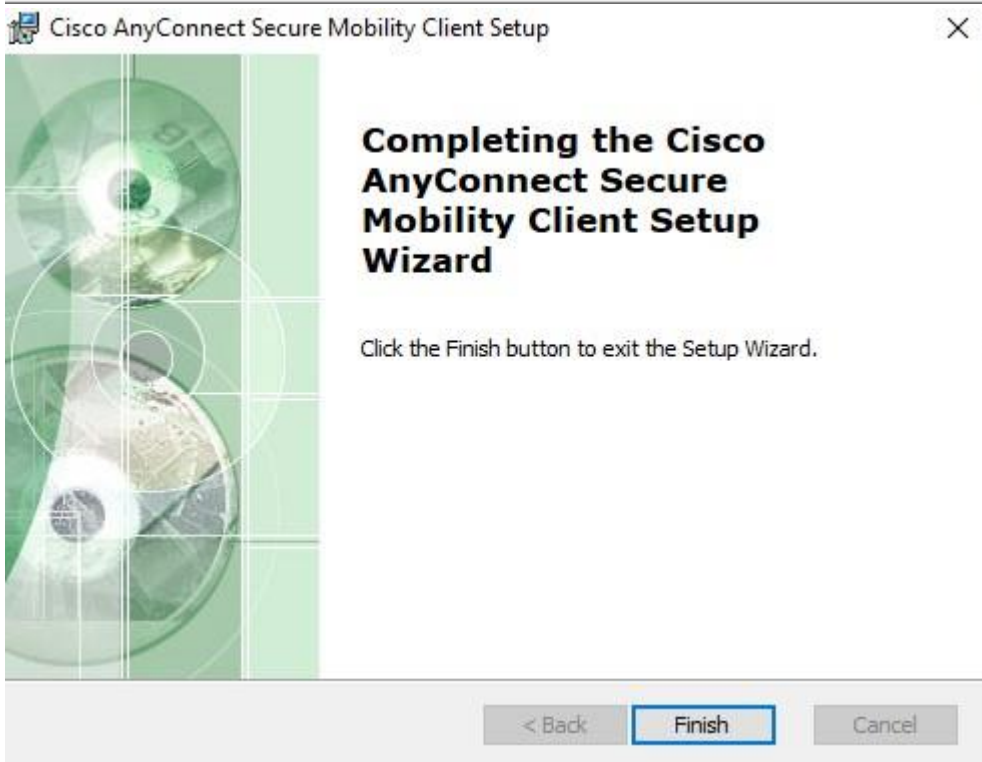 Cisco AnyConnect Secure Mobility Client Setup
Completing the Cisco
AnyConnect Secure
Mobility Client Setup
Wizard
Click the Finish button to exit the Setup Wizard.
< Back
Finish
Cancel